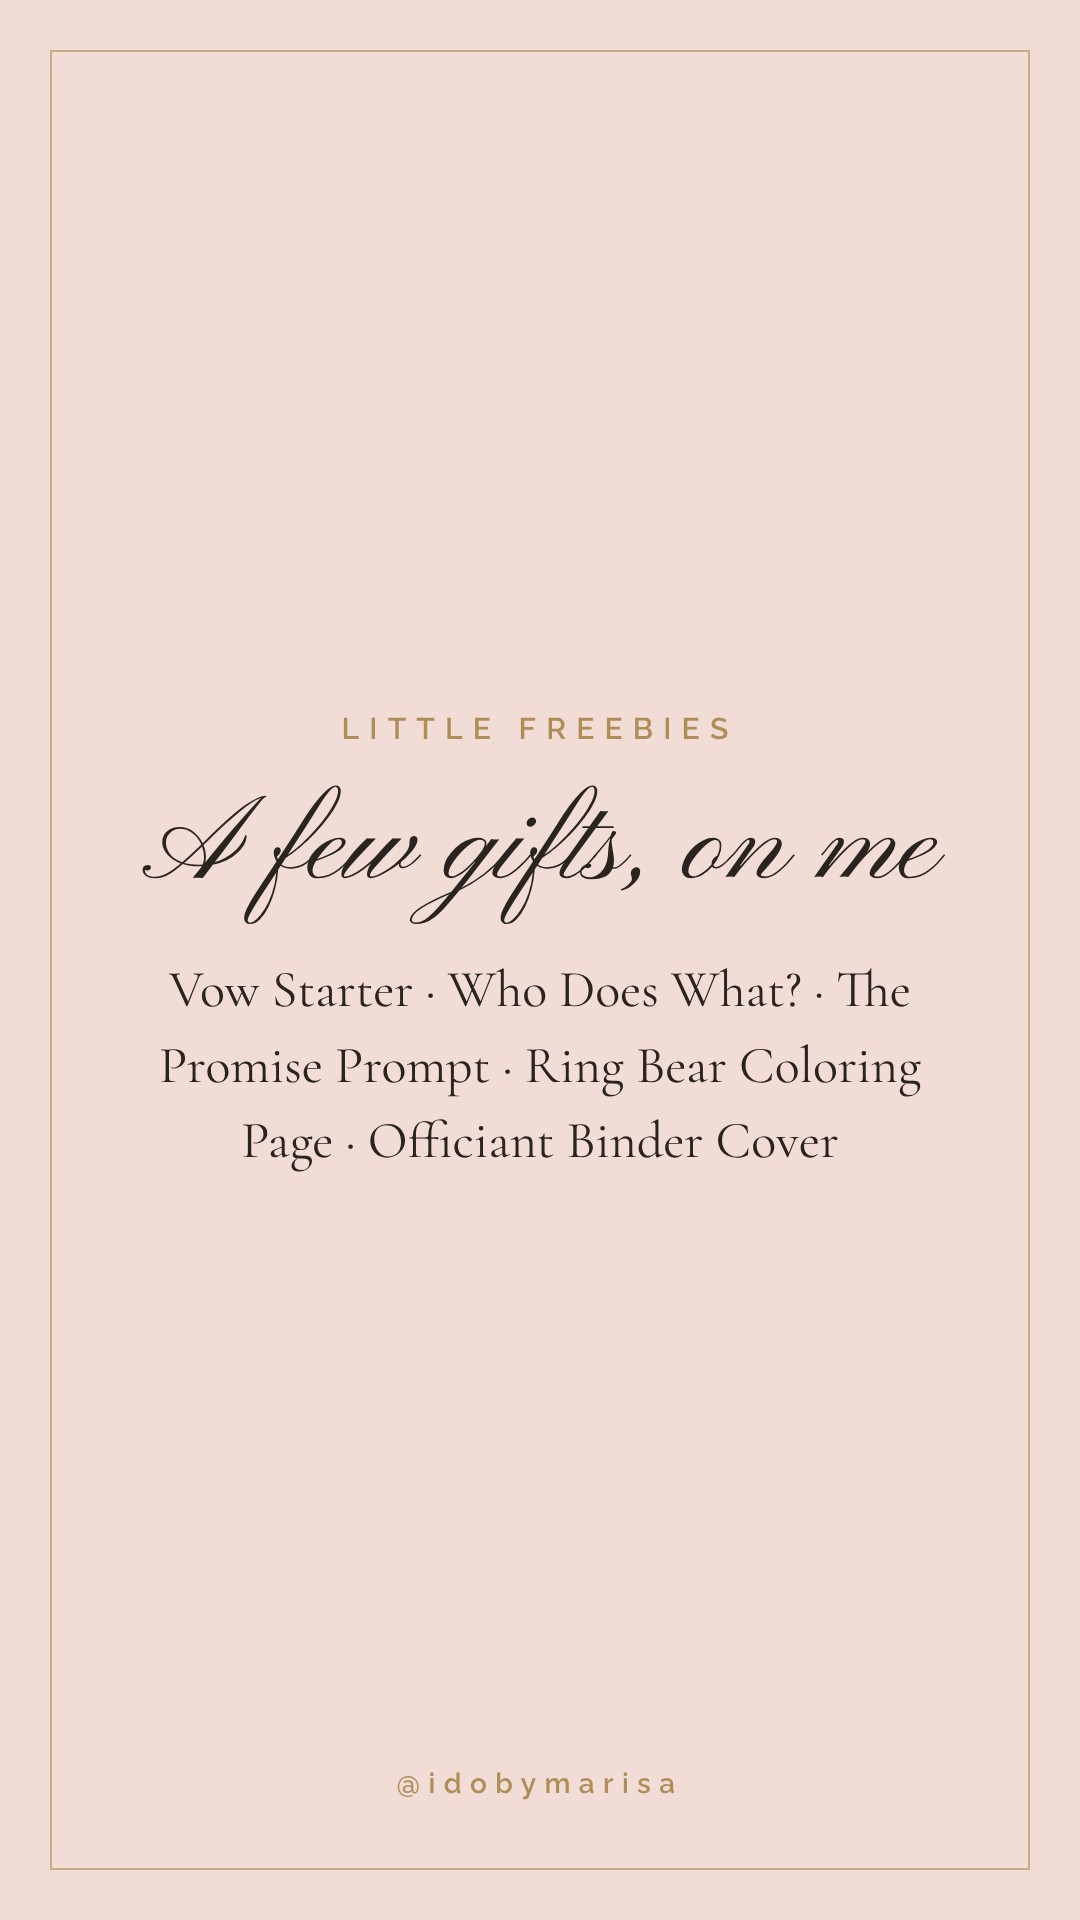 LITTLE FREEBIES
A few gifts, on me
Vow Starter · Who Does What? · The
Promise Prompt · Ring Bear Coloring
Page · Officiant Binder Cover
@idobymarisa